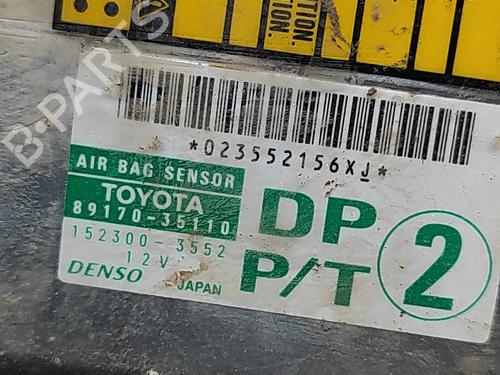 B-PARTS
*023552156XJ*
AIR BAG SENSOR
TOYOTA
89170-35110
152300-3552
12V
DENSO JAPAN
DP
P/T
2